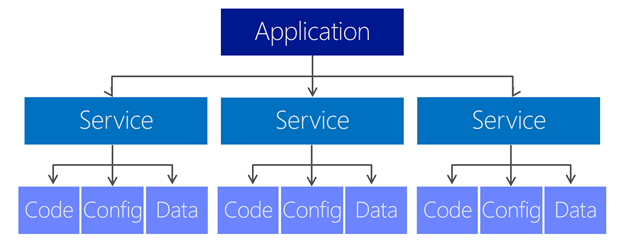 Application
Service Service Service
Code Config Data Code Config Data Code Config Data